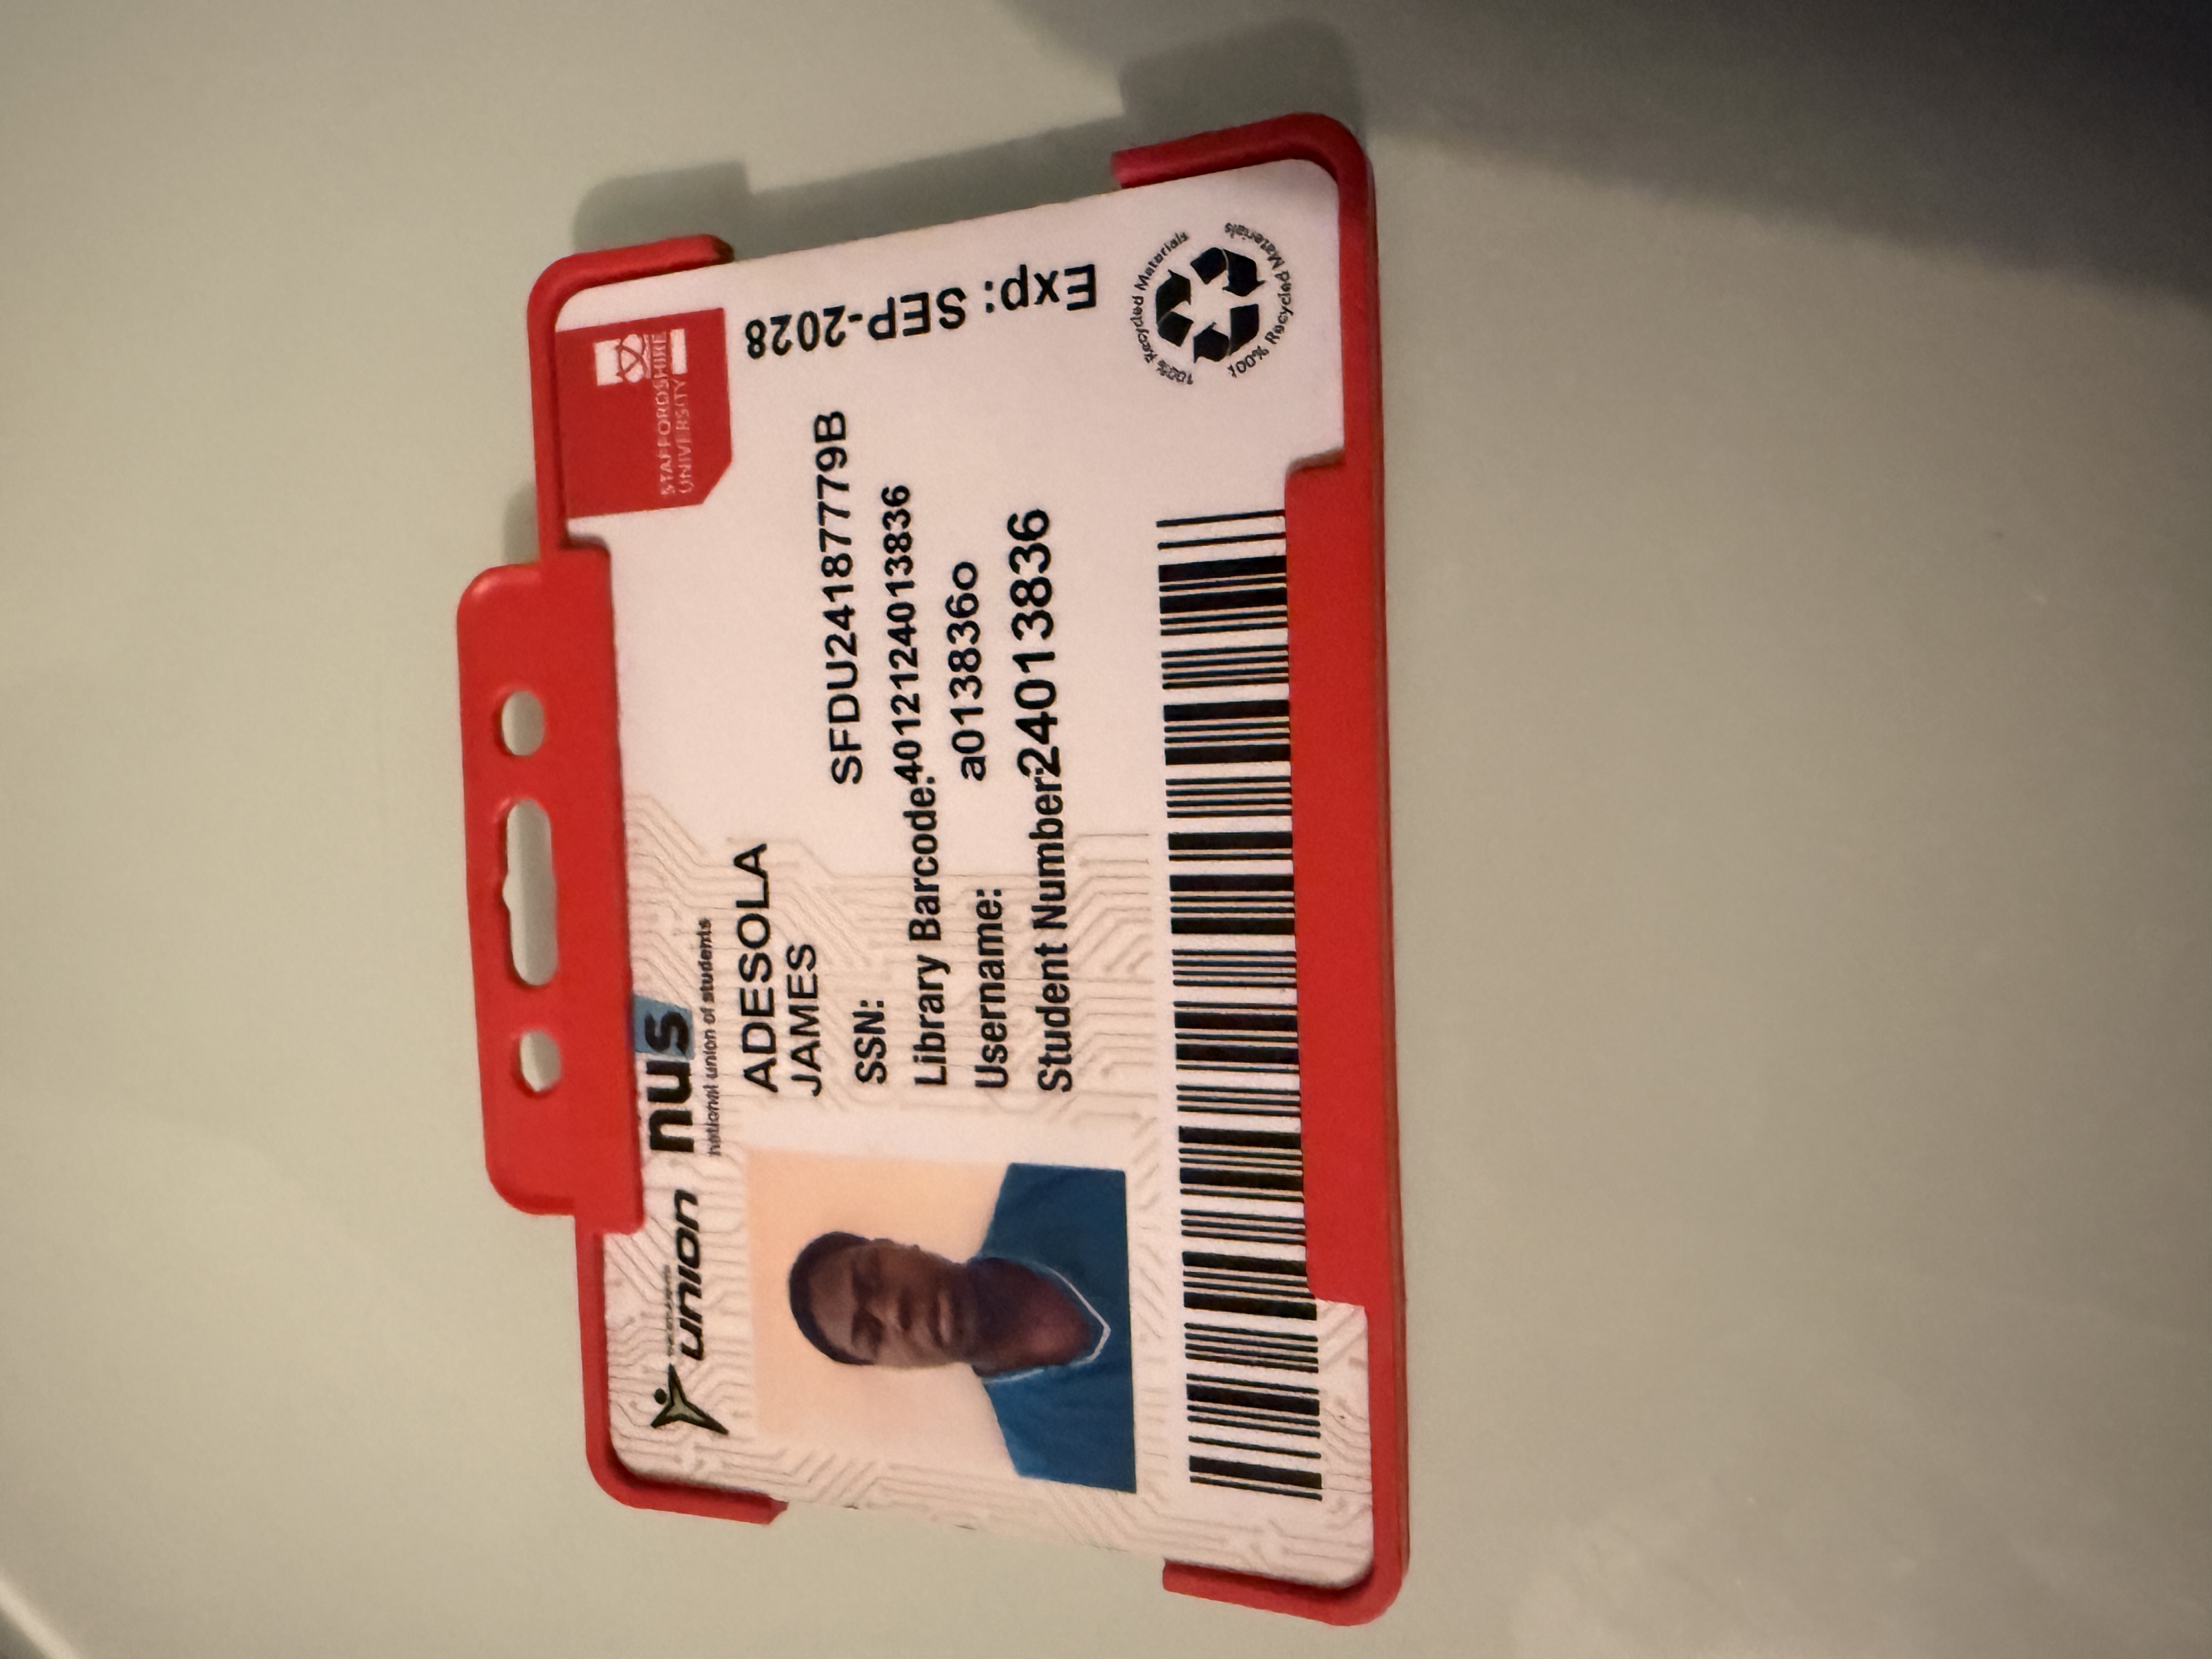 union
nus
national union of students
STAFFORDSHIRE
UNIVERSITY
ADESOLA
JAMES
SSN: SFDU24187779B
Library Barcode: 4012124013836
Username: a013836o
Student Number: 24013836
Exp: SEP-2028
100% Recycled Materials
100% Recycled Materials